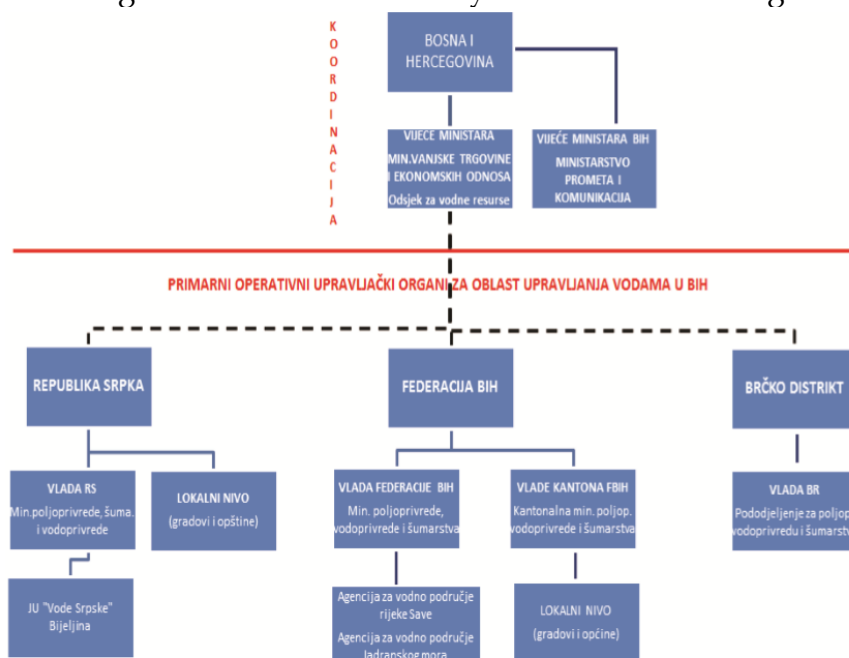 KOORDINACIJA
BOSNA I
HERCEGOVINA
VIJECE MINISTARA
MIN.VANJSKE TRGOVINE
I EKONOMSKIH ODNOSA
Odsjek za vodne resurse
VIJEĆE MINISTARA BIH
MINISTARSTVO
PROMETA I
KOMUNIKACIJA
PRIMARNI OPERATIVNI UPRAVLJAČKI ORGANI ZA OBLAST UPRAVLJANJA VODAMA U BIH
REPUBLIKA SRPKA
FEDERACIJA BIH
BRČKO DISTRIKT
VLADA RS
Min.poljoprivrede, šuma.
i vodoprivrede
LOKALNI NIVO
(gradovi i opštine)
VLADA FEDERACIJE BIH
Min. poljoprivrede,
vodoprivrede i šumarstva
VLADE KANTONA FBIH
Kantonalna min. poljop.
vodoprivrede i šumarstva
VLADA BR
Pododjeljenje za poljop
vodoprivredu i šumarstv
JU "Vode Srpske"
Bijeljina
Agencija za vodno područje
rijeke Save
Agencija za vodno područje
Jadranskog mora
LOKALNI NIVO
(gradovi i općine)